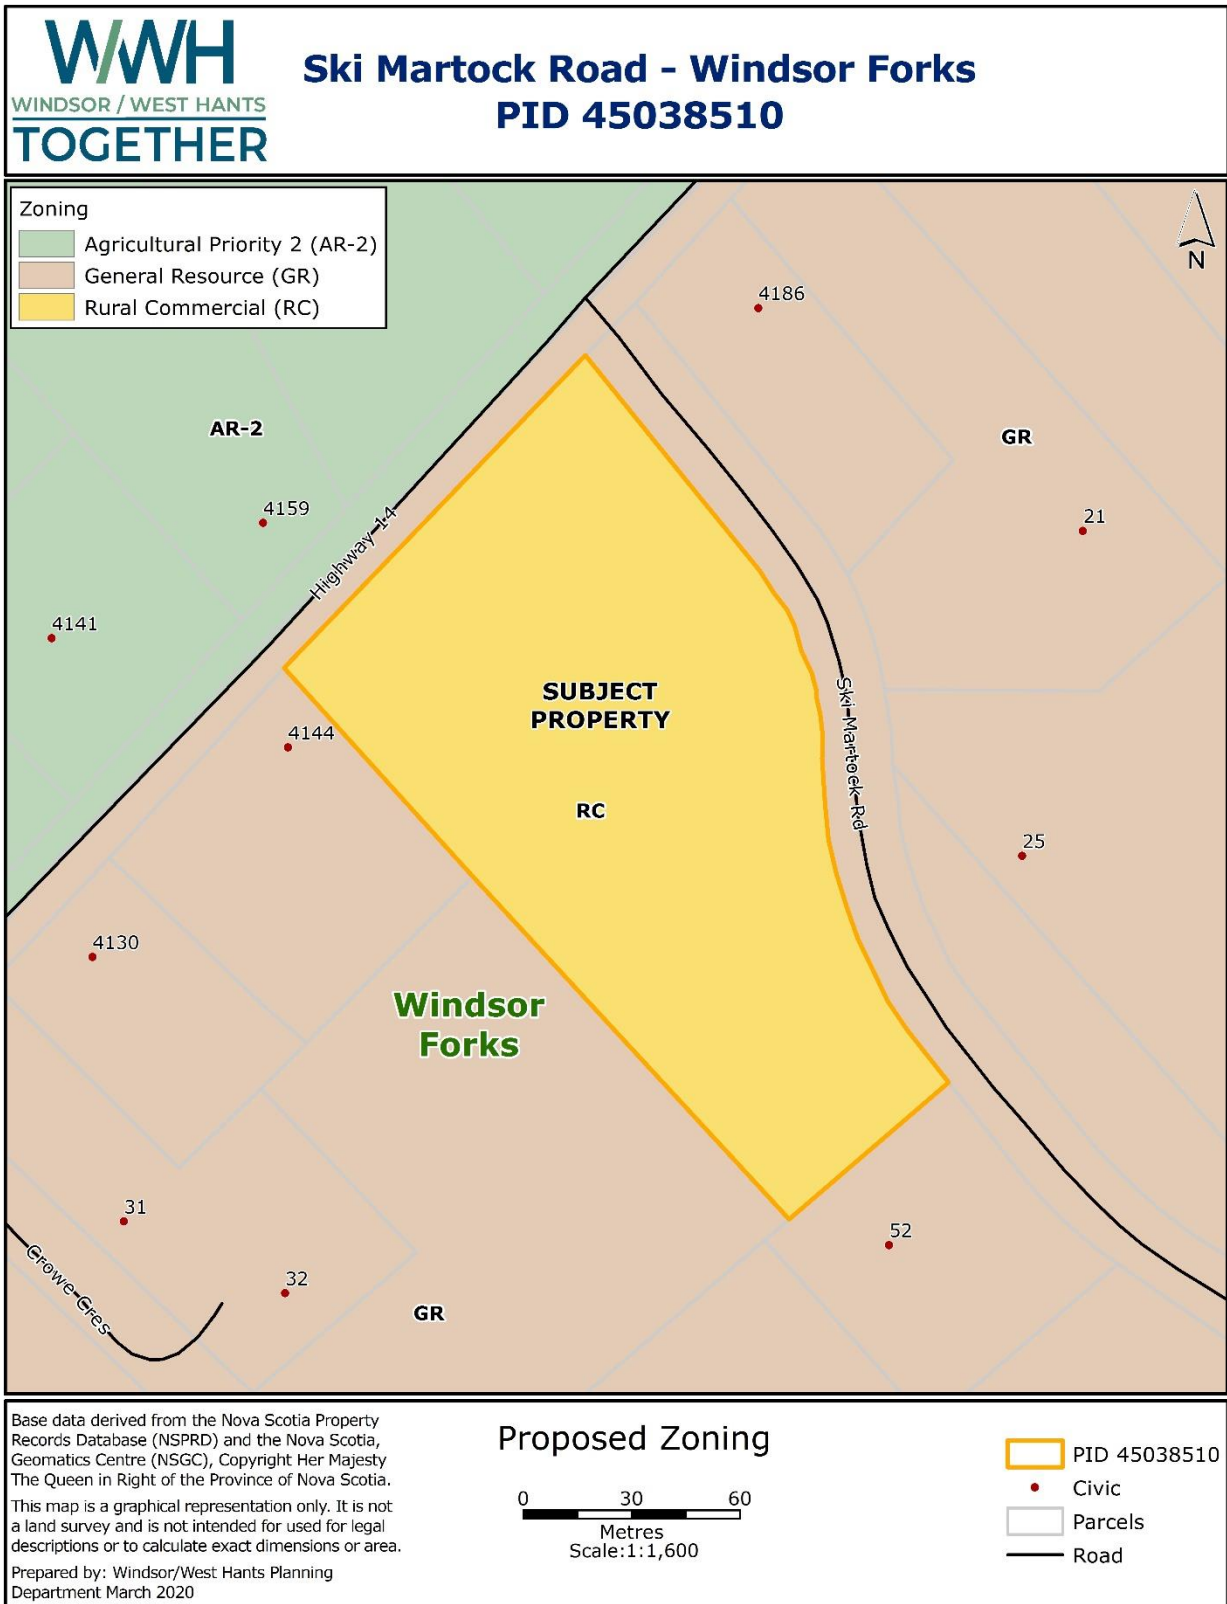 WWH
WINDSOR / WEST HANTS
TOGETHER
Ski Martock Road - Windsor Forks
PID 45038510
Zoning
Agricultural Priority 2 (AR-2)
General Resource (GR)
Rural Commercial (RC)
N
4186
AR-2
GR
4159
21
Highway 14
4141
SUBJECT
PROPERTY
Ski Martock Rd
4144
RC
25
4130
Windsor
Forks
31
52
Crowe Cres
32
GR
Base data derived from the Nova Scotia Property
Records Database (NSPRD) and the Nova Scotia,
Geomatics Centre (NSGC), Copyright Her Majesty
The Queen in Right of the Province of Nova Scotia.
This map is a graphical representation only. It is not
a land survey and is not intended for used for legal
descriptions or to calculate exact dimensions or area.
Prepared by: Windsor/West Hants Planning
Department March 2020
Proposed Zoning
0 30 60
Metres
Scale:1:1,600
PID 45038510
Civic
Parcels
Road